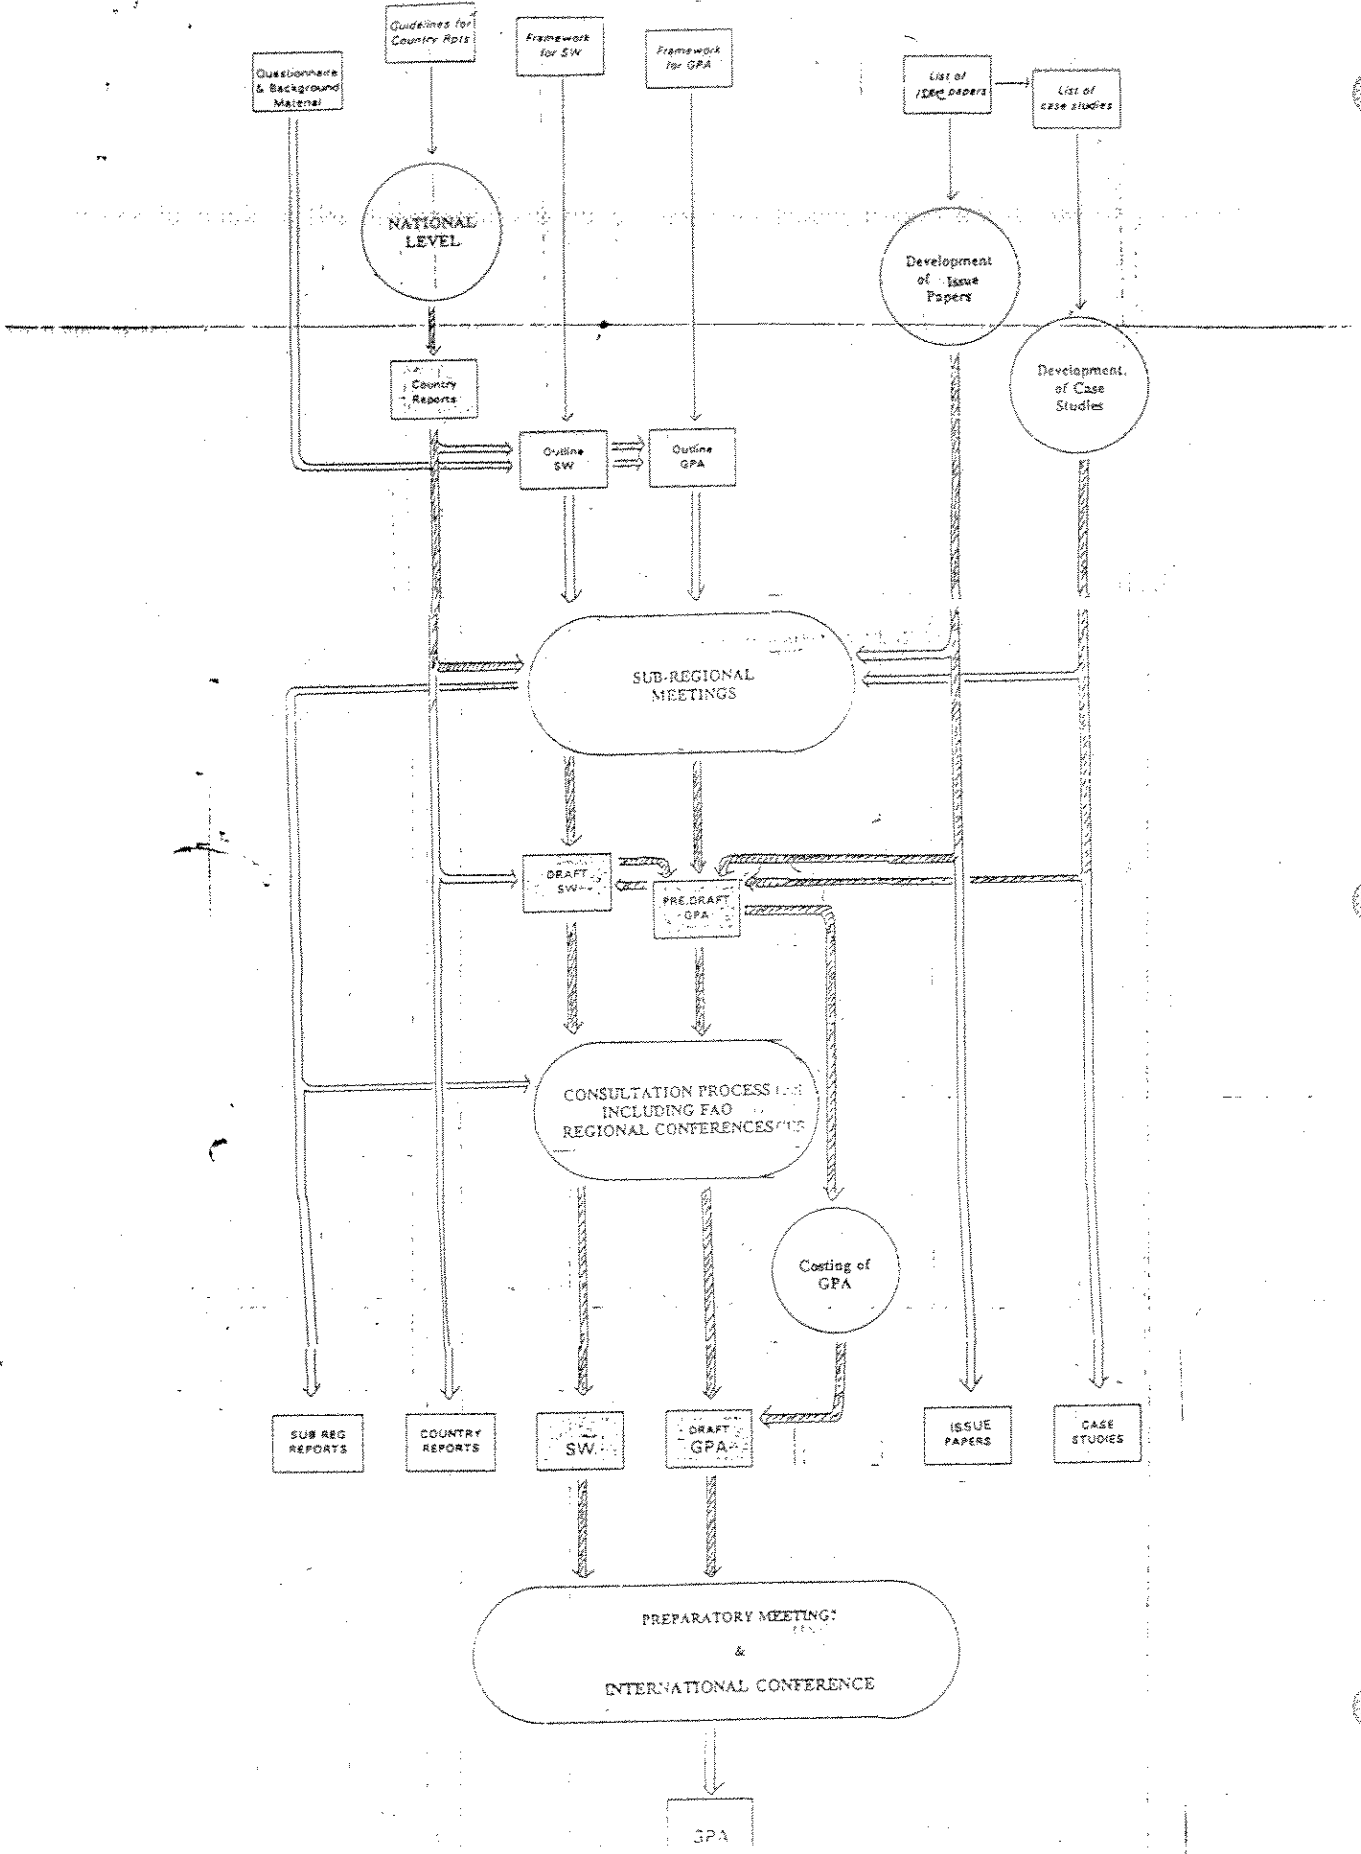 Guidelines for
Country Rpts
Framework
for SW
Framework
for GPA
Questionnaire
& Background
Material
List of
papers
List of
case studies
NATIONAL
LEVEL
Development
of Issue
Papers
Country
Reports
Development
of Case
Studies
Outline
SW
Outline
GPA
SUB-REGIONAL
MEETINGS
DRAFT
SW
PRE.DRAFT
GPA
CONSULTATION PROCESS
INCLUDING FAO
REGIONAL CONFERENCES
Costing of
GPA
SUB REG
REPORTS
COUNTRY
REPORTS
SW
DRAFT
GPA
ISSUE
PAPERS
CASE
STUDIES
PREPARATORY MEETING
&
INTERNATIONAL CONFERENCE
GPA